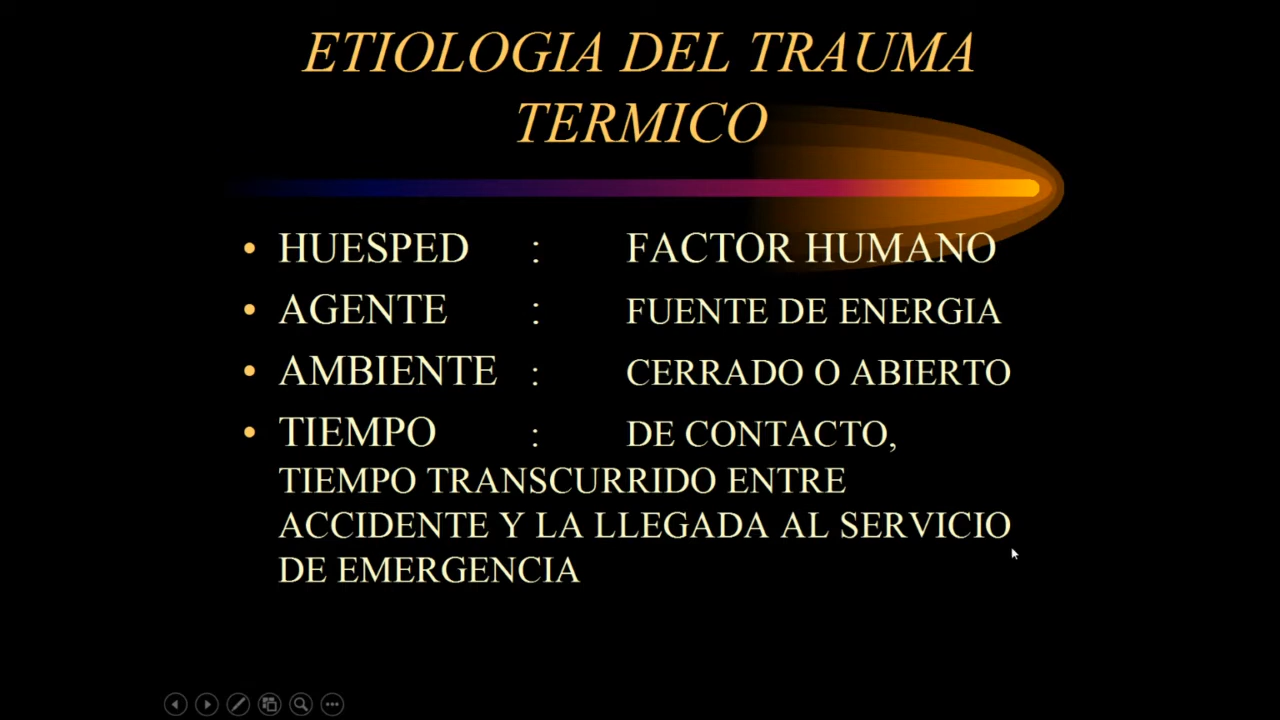 ETIOLOGIA DEL TRAUMA
TERMICO
• HUESPED : FACTOR HUMANO
• AGENTE : FUENTE DE ENERGIA
• AMBIENTE : CERRADO O ABIERTO
• TIEMPO : DE CONTACTO,
TIEMPO TRANSCURRIDO ENTRE
ACCIDENTE Y LA LLEGADA AL SERVICIO
DE EMERGENCIA